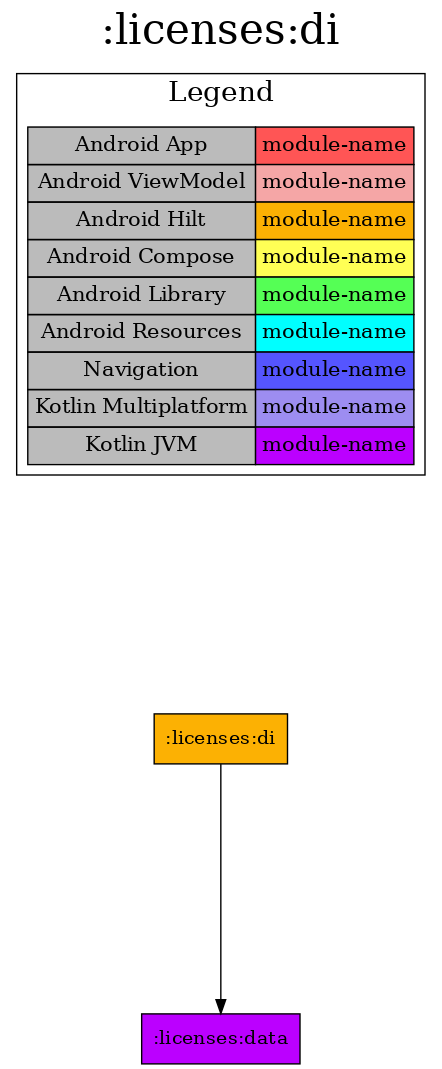 :licenses:di
Legend
Android App module-name
Android ViewModel module-name
Android Hilt module-name
Android Compose module-name
Android Library module-name
Android Resources module-name
Navigation module-name
Kotlin Multiplatform module-name
Kotlin JVM module-name
:licenses:di
:licenses:data